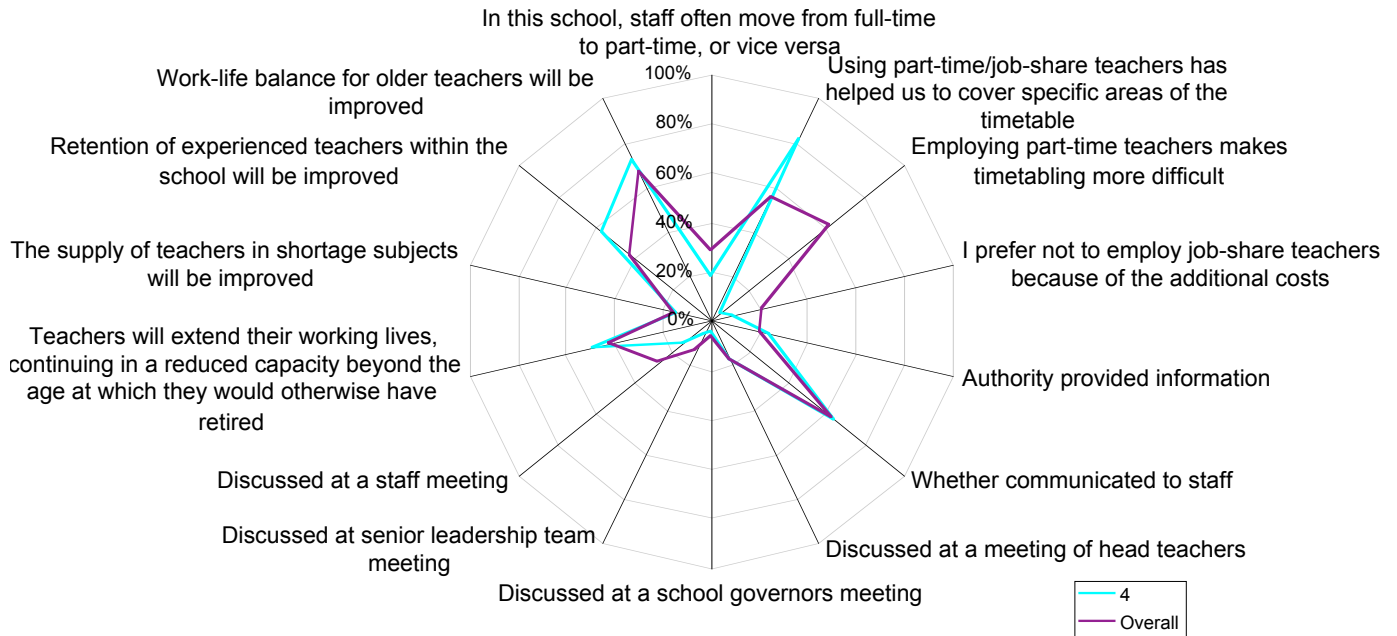 In this school, staff often move from full-time
to part-time, or vice versa
Using part-time/job-share teachers has
helped us to cover specific areas of the
timetable
Employing part-time teachers makes
timetabling more difficult
I prefer not to employ job-share teachers
because of the additional costs
Authority provided information
Whether communicated to staff
Discussed at a meeting of head teachers
Discussed at a school governors meeting
Discussed at senior leadership team
meeting
Discussed at a staff meeting
Teachers will extend their working lives,
continuing in a reduced capacity beyond the
age at which they would otherwise have
retired
The supply of teachers in shortage subjects
will be improved
Retention of experienced teachers within the
school will be improved
Work-life balance for older teachers will be
improved
100%
80%
60%
40%
20%
0%
4
Overall